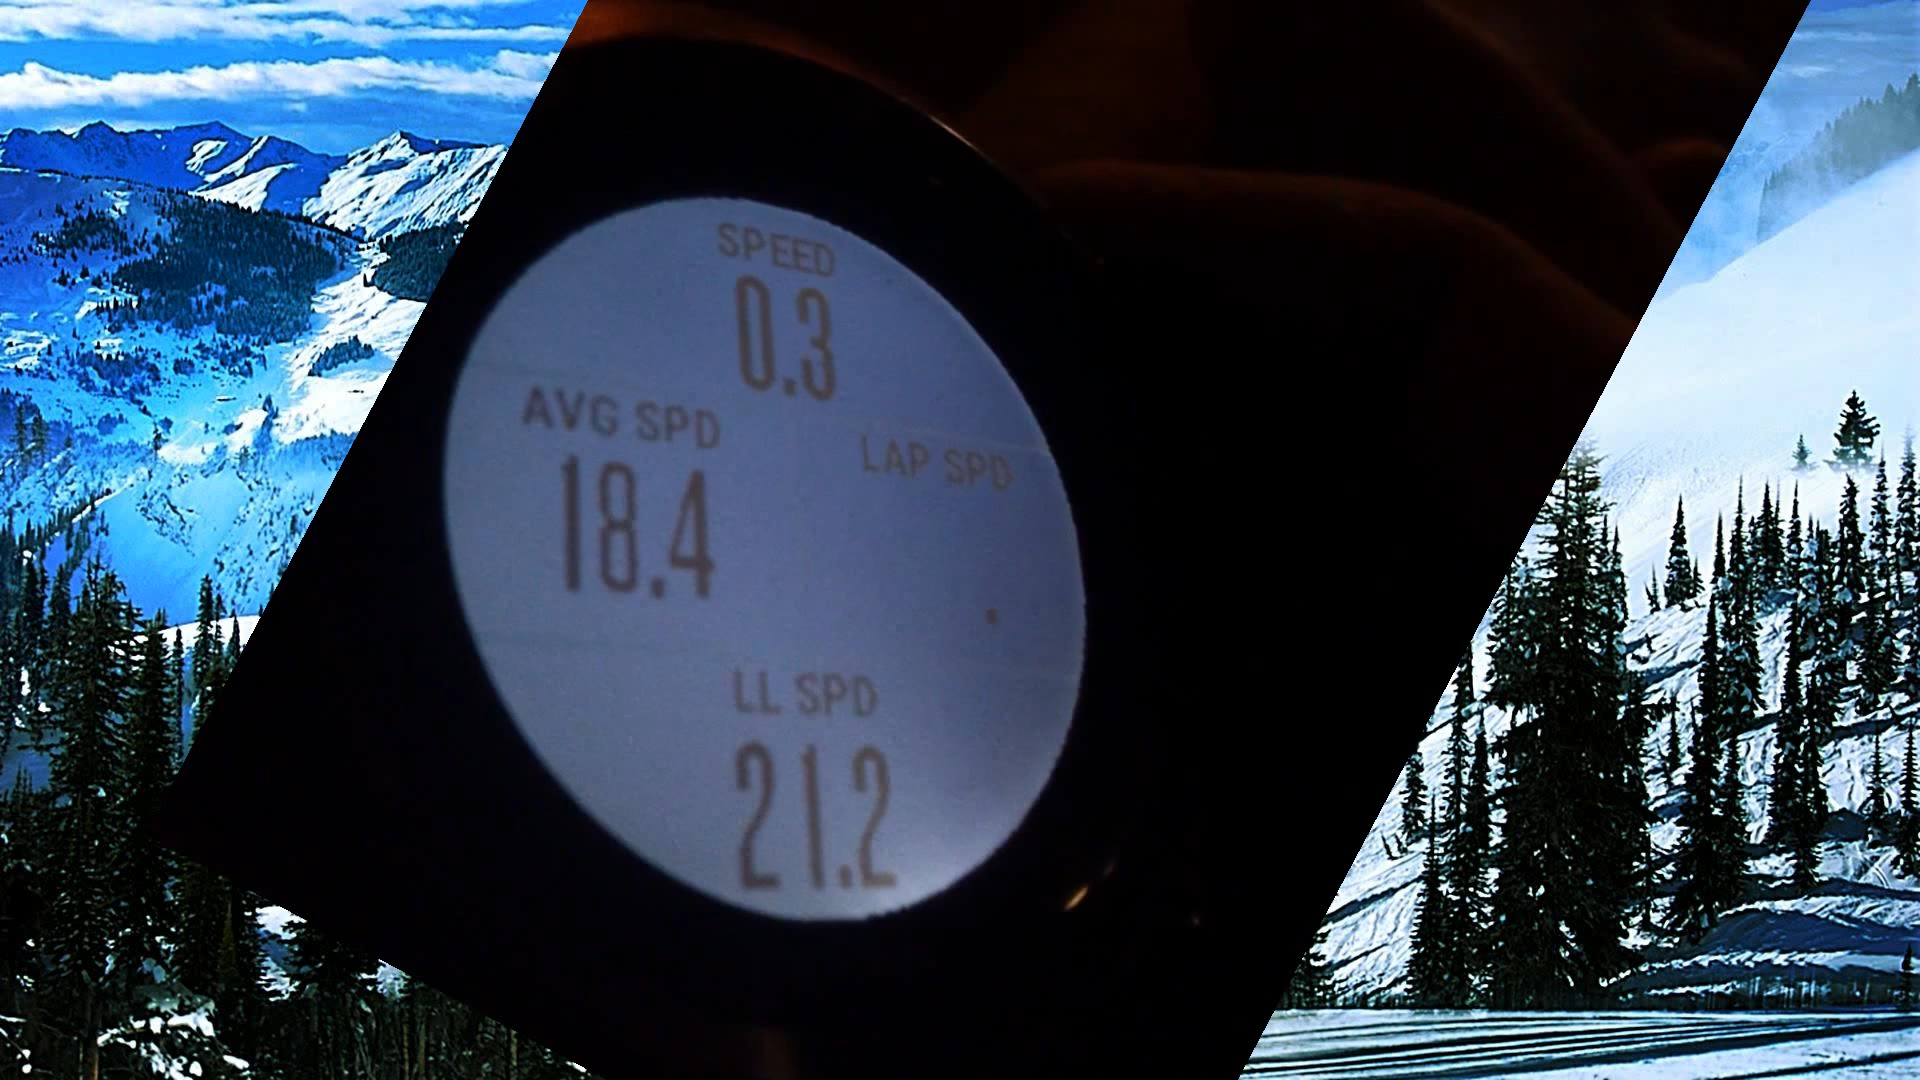 SPEED
0.3
AVG SPD
LAP SPD
18.4
LL SPD
21.2